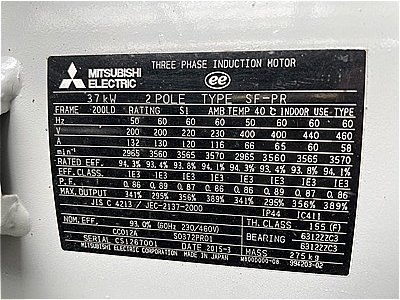 MITSUBISHI
ELECTRIC
THREE PHASE INDUCTION MOTOR
ee
37kW 2 POLE TYPE SF-PR
FRAME 200LD RATING S1 AMB TEMP 40°C INDOOR USE TYPE
Hz 50 60 60 60 50 60 60 60
V 200 200 220 230 400 400 440 460
A 132 130 120 116 66 65 60 58
min⁻¹ 2965 3560 3565 3570 2965 3560 3565 3570
RATED EFF. 94.3% 93.4% 93.8% 94.1% 94.3% 93.4% 93.8% 94.1%
EFF. CLASS IE3 IE3 IE3 IE3 IE3 IE3
P. F. 0.86 0.89 0.87 0.86 0.86 0.89 0.87 0.86
MAX. OUTPUT 341% 295% 356% 389% 341% 295% 356% 389%
JIS C 4213 / JEC-2137-2000 IP44 IC411
NOM.EFF. 93.0% (60Hz 230/460V) TH.CLASS 155 (F)
CC012A S0372PR01 BEARING 6312ZZC3
SERIAL CS1267001 DATE 2015-3 6312ZZC3
MITSUBISHI ELECTRIC CORPORATION MADE IN JAPAN MASS 275kg
994203-02